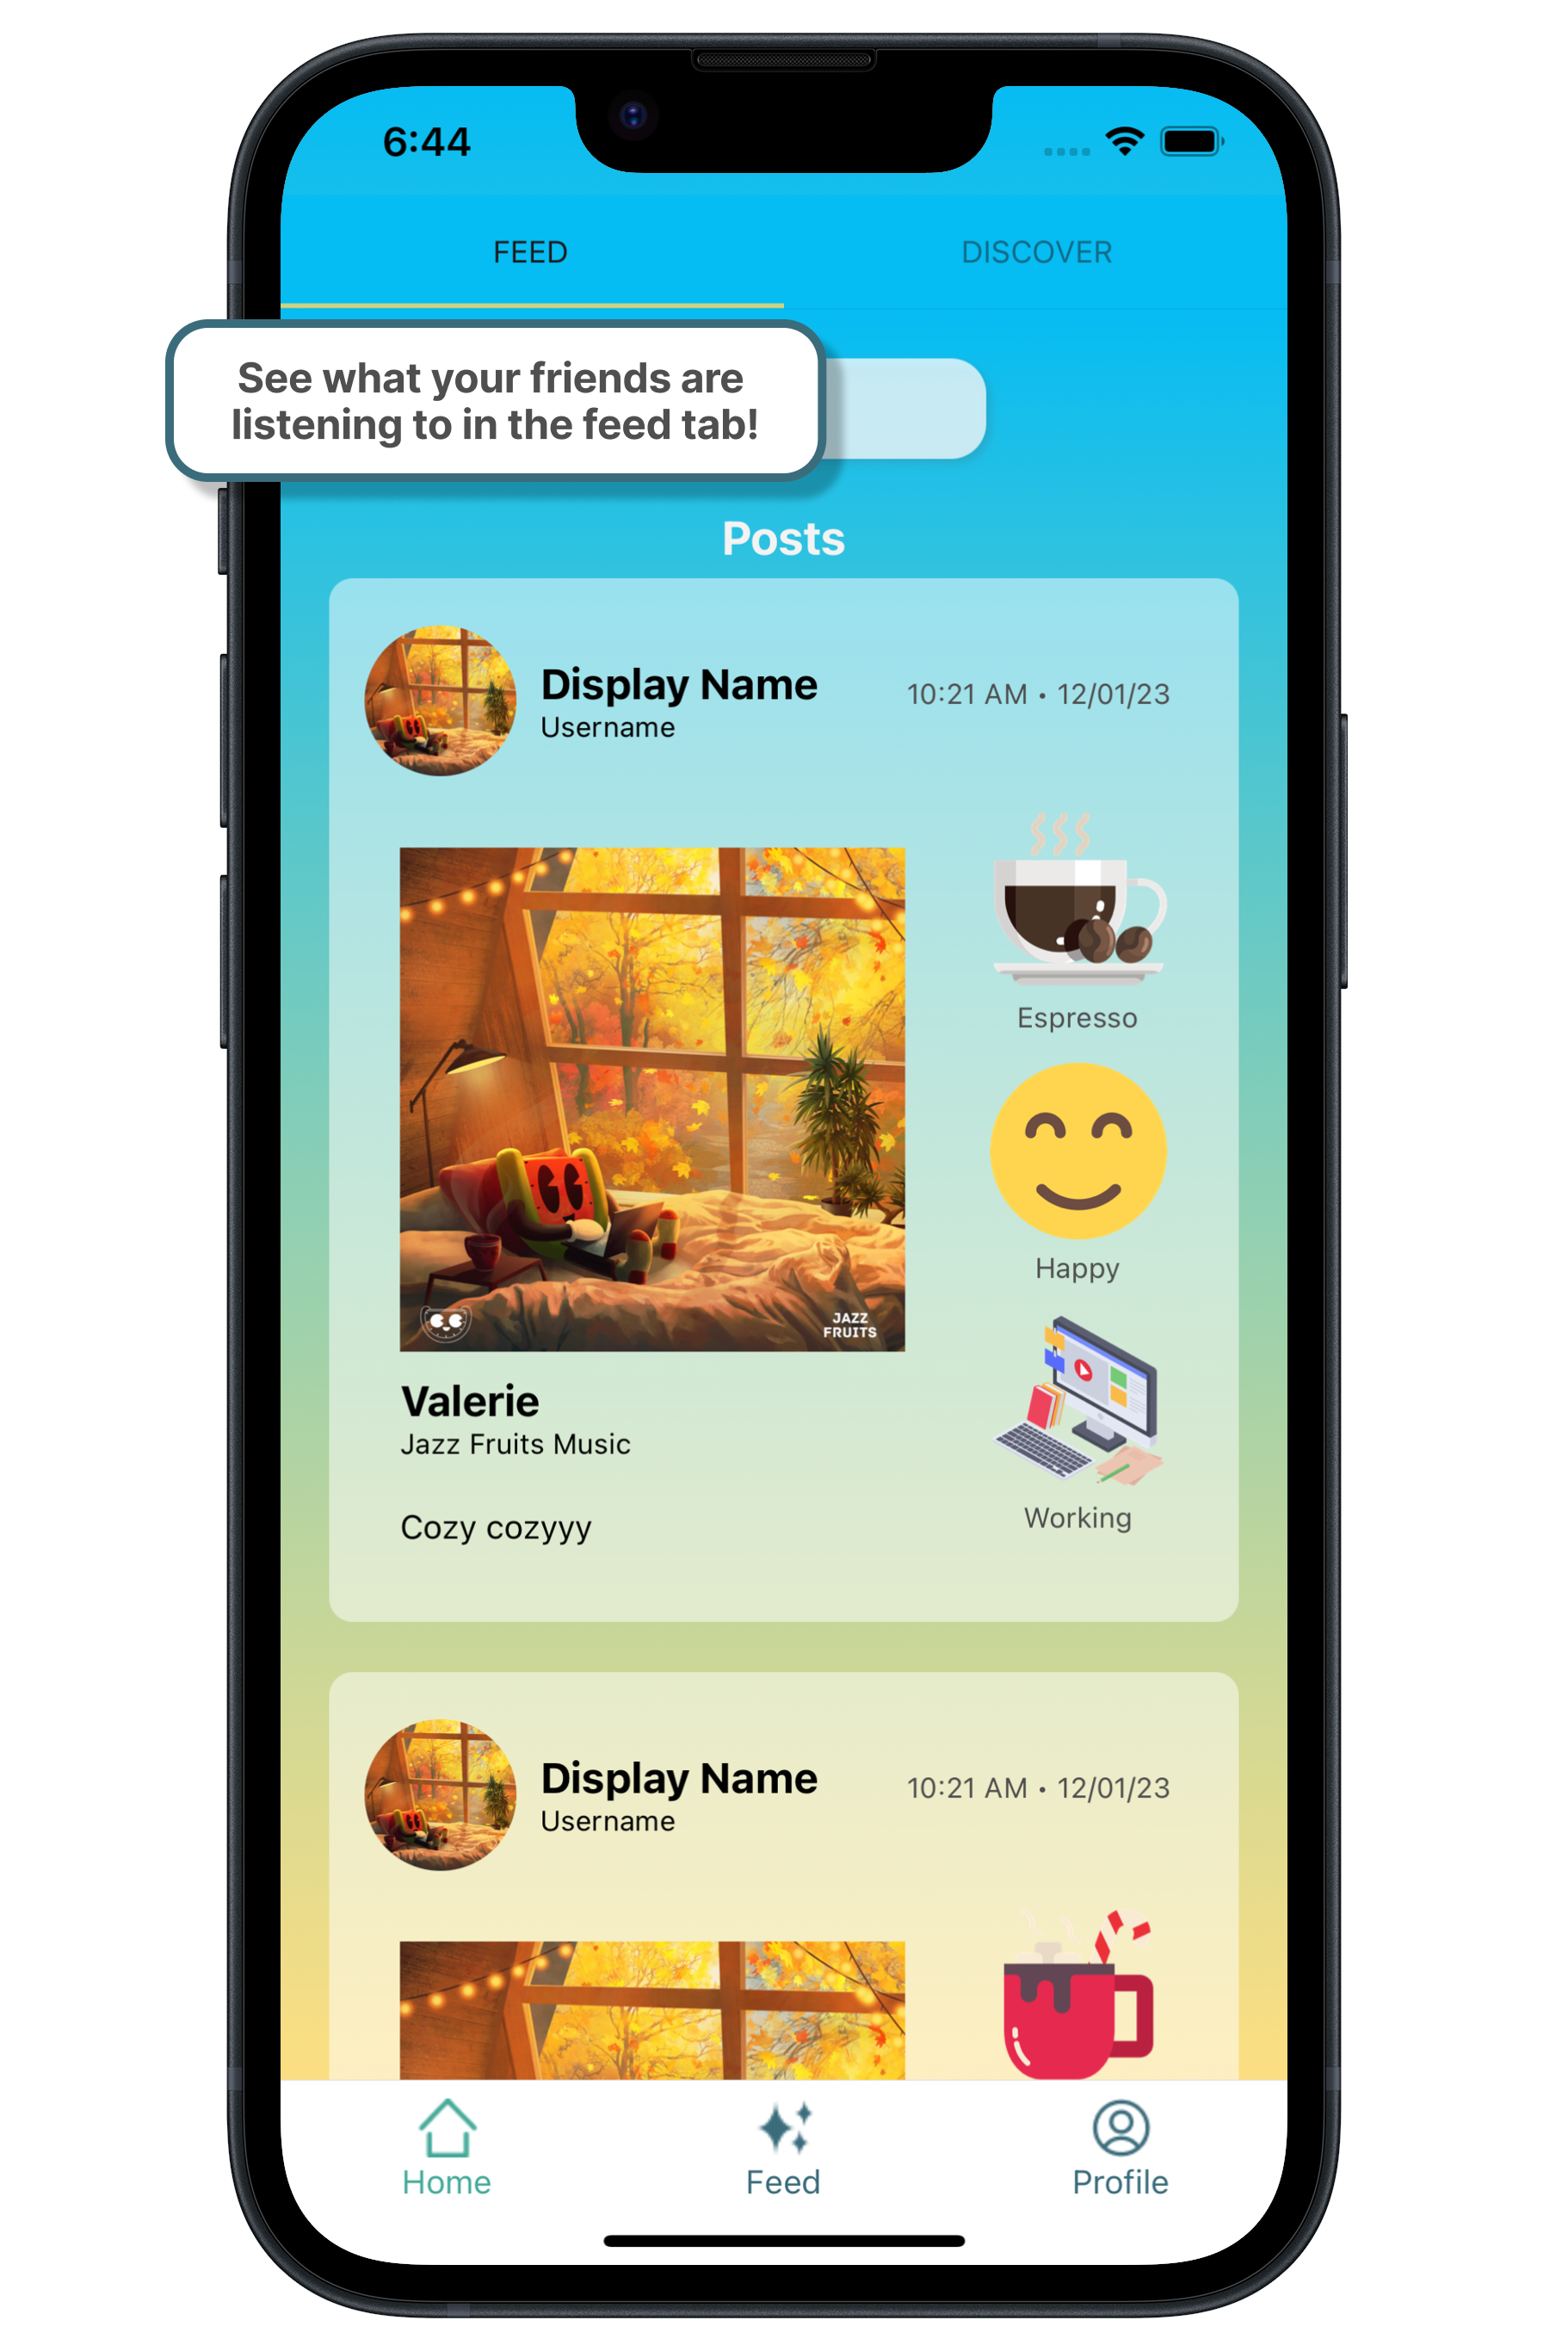 6:44
FEED
DISCOVER
See what your friends are
listening to in the feed tab!
Posts
Display Name
Username
10:21 AM • 12/01/23
Espresso
Happy
JAZZ
FRUITS
Valerie
Jazz Fruits Music
Cozy cozyyy
Working
Display Name
Username
10:21 AM • 12/01/23
Home
Feed
Profile